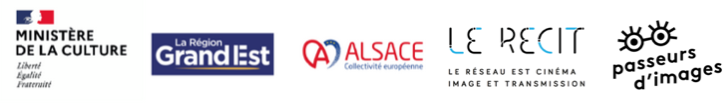 MINISTÈRE
DE LA CULTURE
Liberté
Égalité
Fraternité
La Région
Grand Est
ALSACE
Collectivité européenne
LE RECIT
LE RÉSEAU EST CINÉMA
IMAGE ET TRANSMISSION
passeurs
d'images